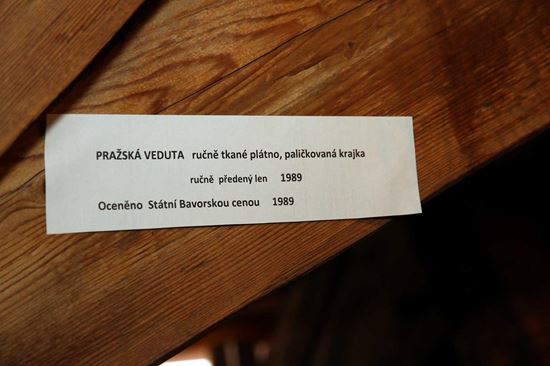 PRAŽSKÁ VEDUTA ručně tkané plátno, paličkovaná krajka
ručně předený len 1989
Oceněno Státní Bavorskou cenou 1989